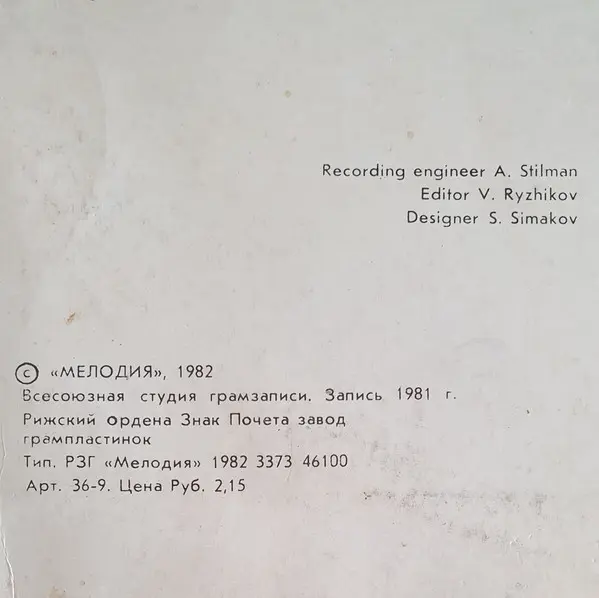 Recording engineer A. Stilman
Editor V. Ryzhikov
Designer S. Simakov
© «МЕЛОДИЯ», 1982
Всесоюзная студия грамзаписи. Запись 1981 г.
Рижский ордена Знак Почета завод
грампластинок
Тип. РЗГ «Мелодия» 1982 3373 46100
Арт. 36-9. Цена Руб. 2,15